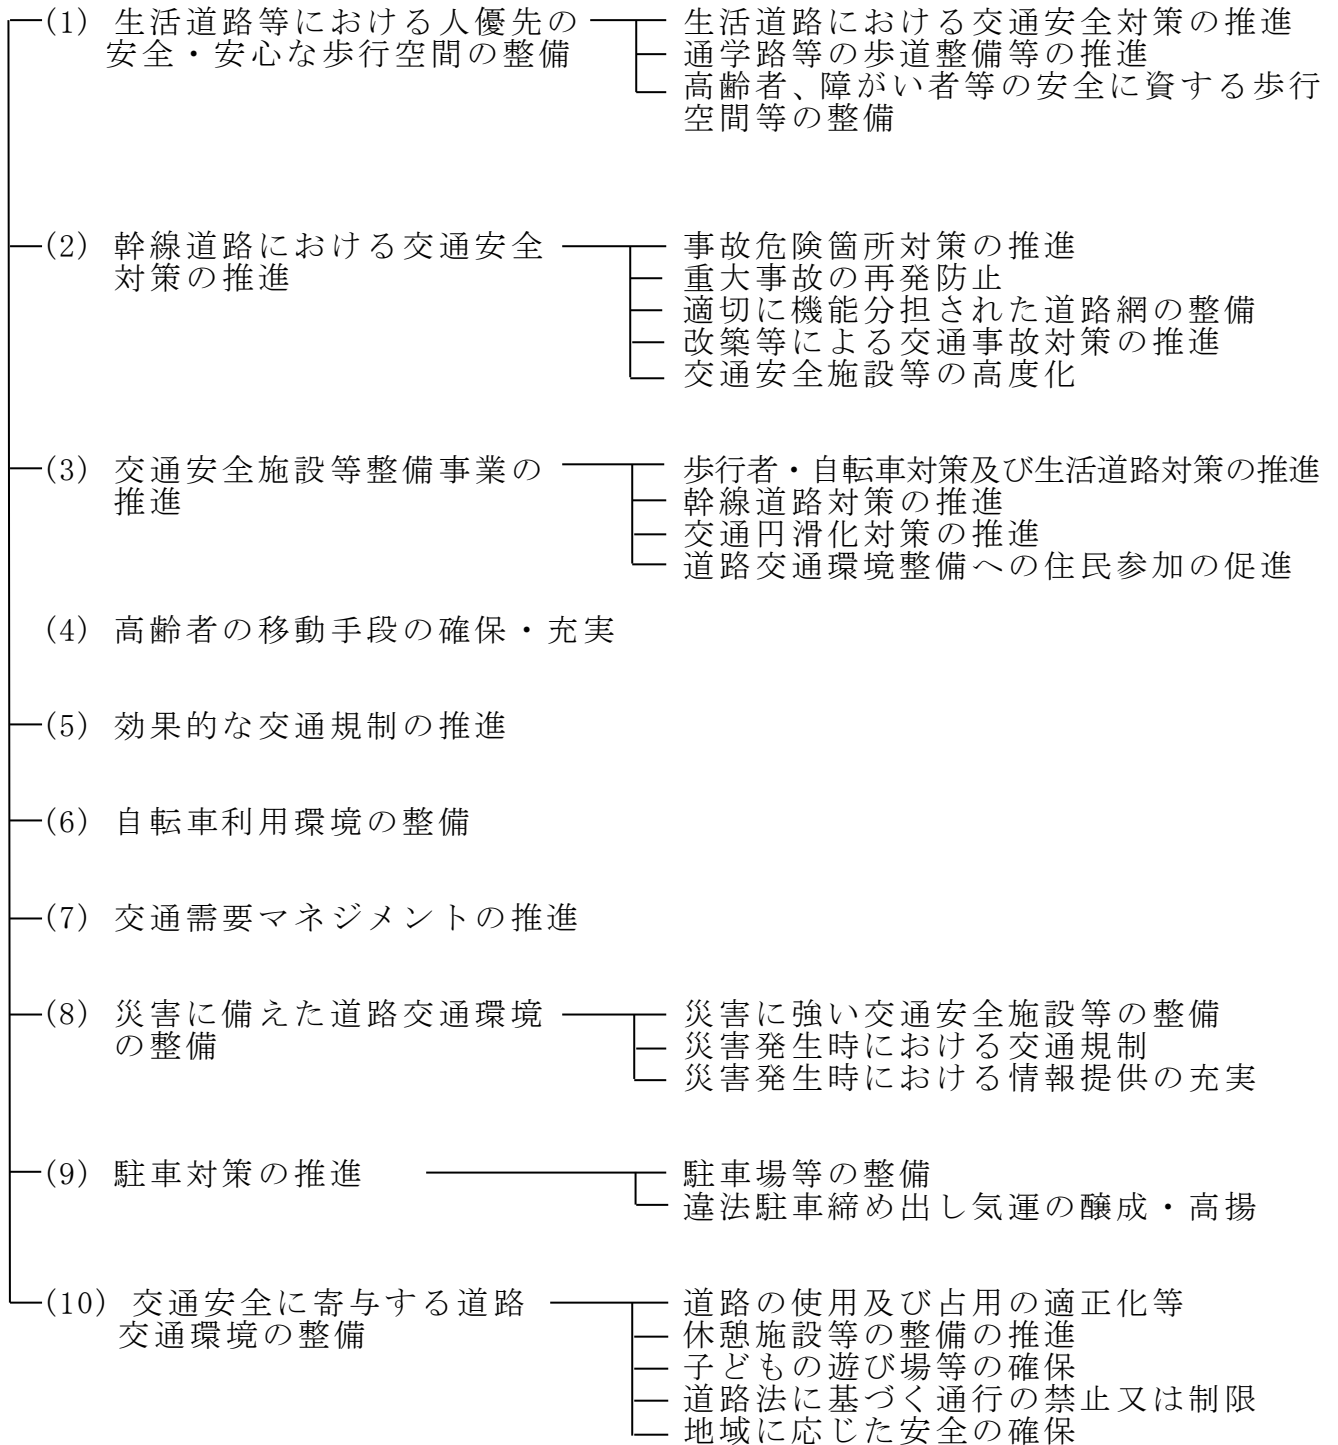 (1) 生活道路等における人優先の
安全・安心な歩行空間の整備
生活道路における交通安全対策の推進
通学路等の歩道整備等の推進
高齢者、障がい者等の安全に資する歩行
空間等の整備
(2) 幹線道路における交通安全
対策の推進
事故危険箇所対策の推進
重大事故の再発防止
適切に機能分担された道路網の整備
改築等による交通事故対策の推進
交通安全施設等の高度化
(3) 交通安全施設等整備事業の
推進
歩行者・自転車対策及び生活道路対策の推進
幹線道路対策の推進
交通円滑化対策の推進
道路交通環境整備への住民参加の促進
(4) 高齢者の移動手段の確保・充実
(5) 効果的な交通規制の推進
(6) 自転車利用環境の整備
(7) 交通需要マネジメントの推進
(8) 災害に備えた道路交通環境
の整備
災害に強い交通安全施設等の整備
災害発生時における交通規制
災害発生時における情報提供の充実
(9) 駐車対策の推進
駐車場等の整備
違法駐車締め出し気運の醸成・高揚
(10) 交通安全に寄与する道路
交通環境の整備
道路の使用及び占用の適正化等
休憩施設等の整備の推進
子どもの遊び場等の確保
道路法に基づく通行の禁止又は制限
地域に応じた安全の確保